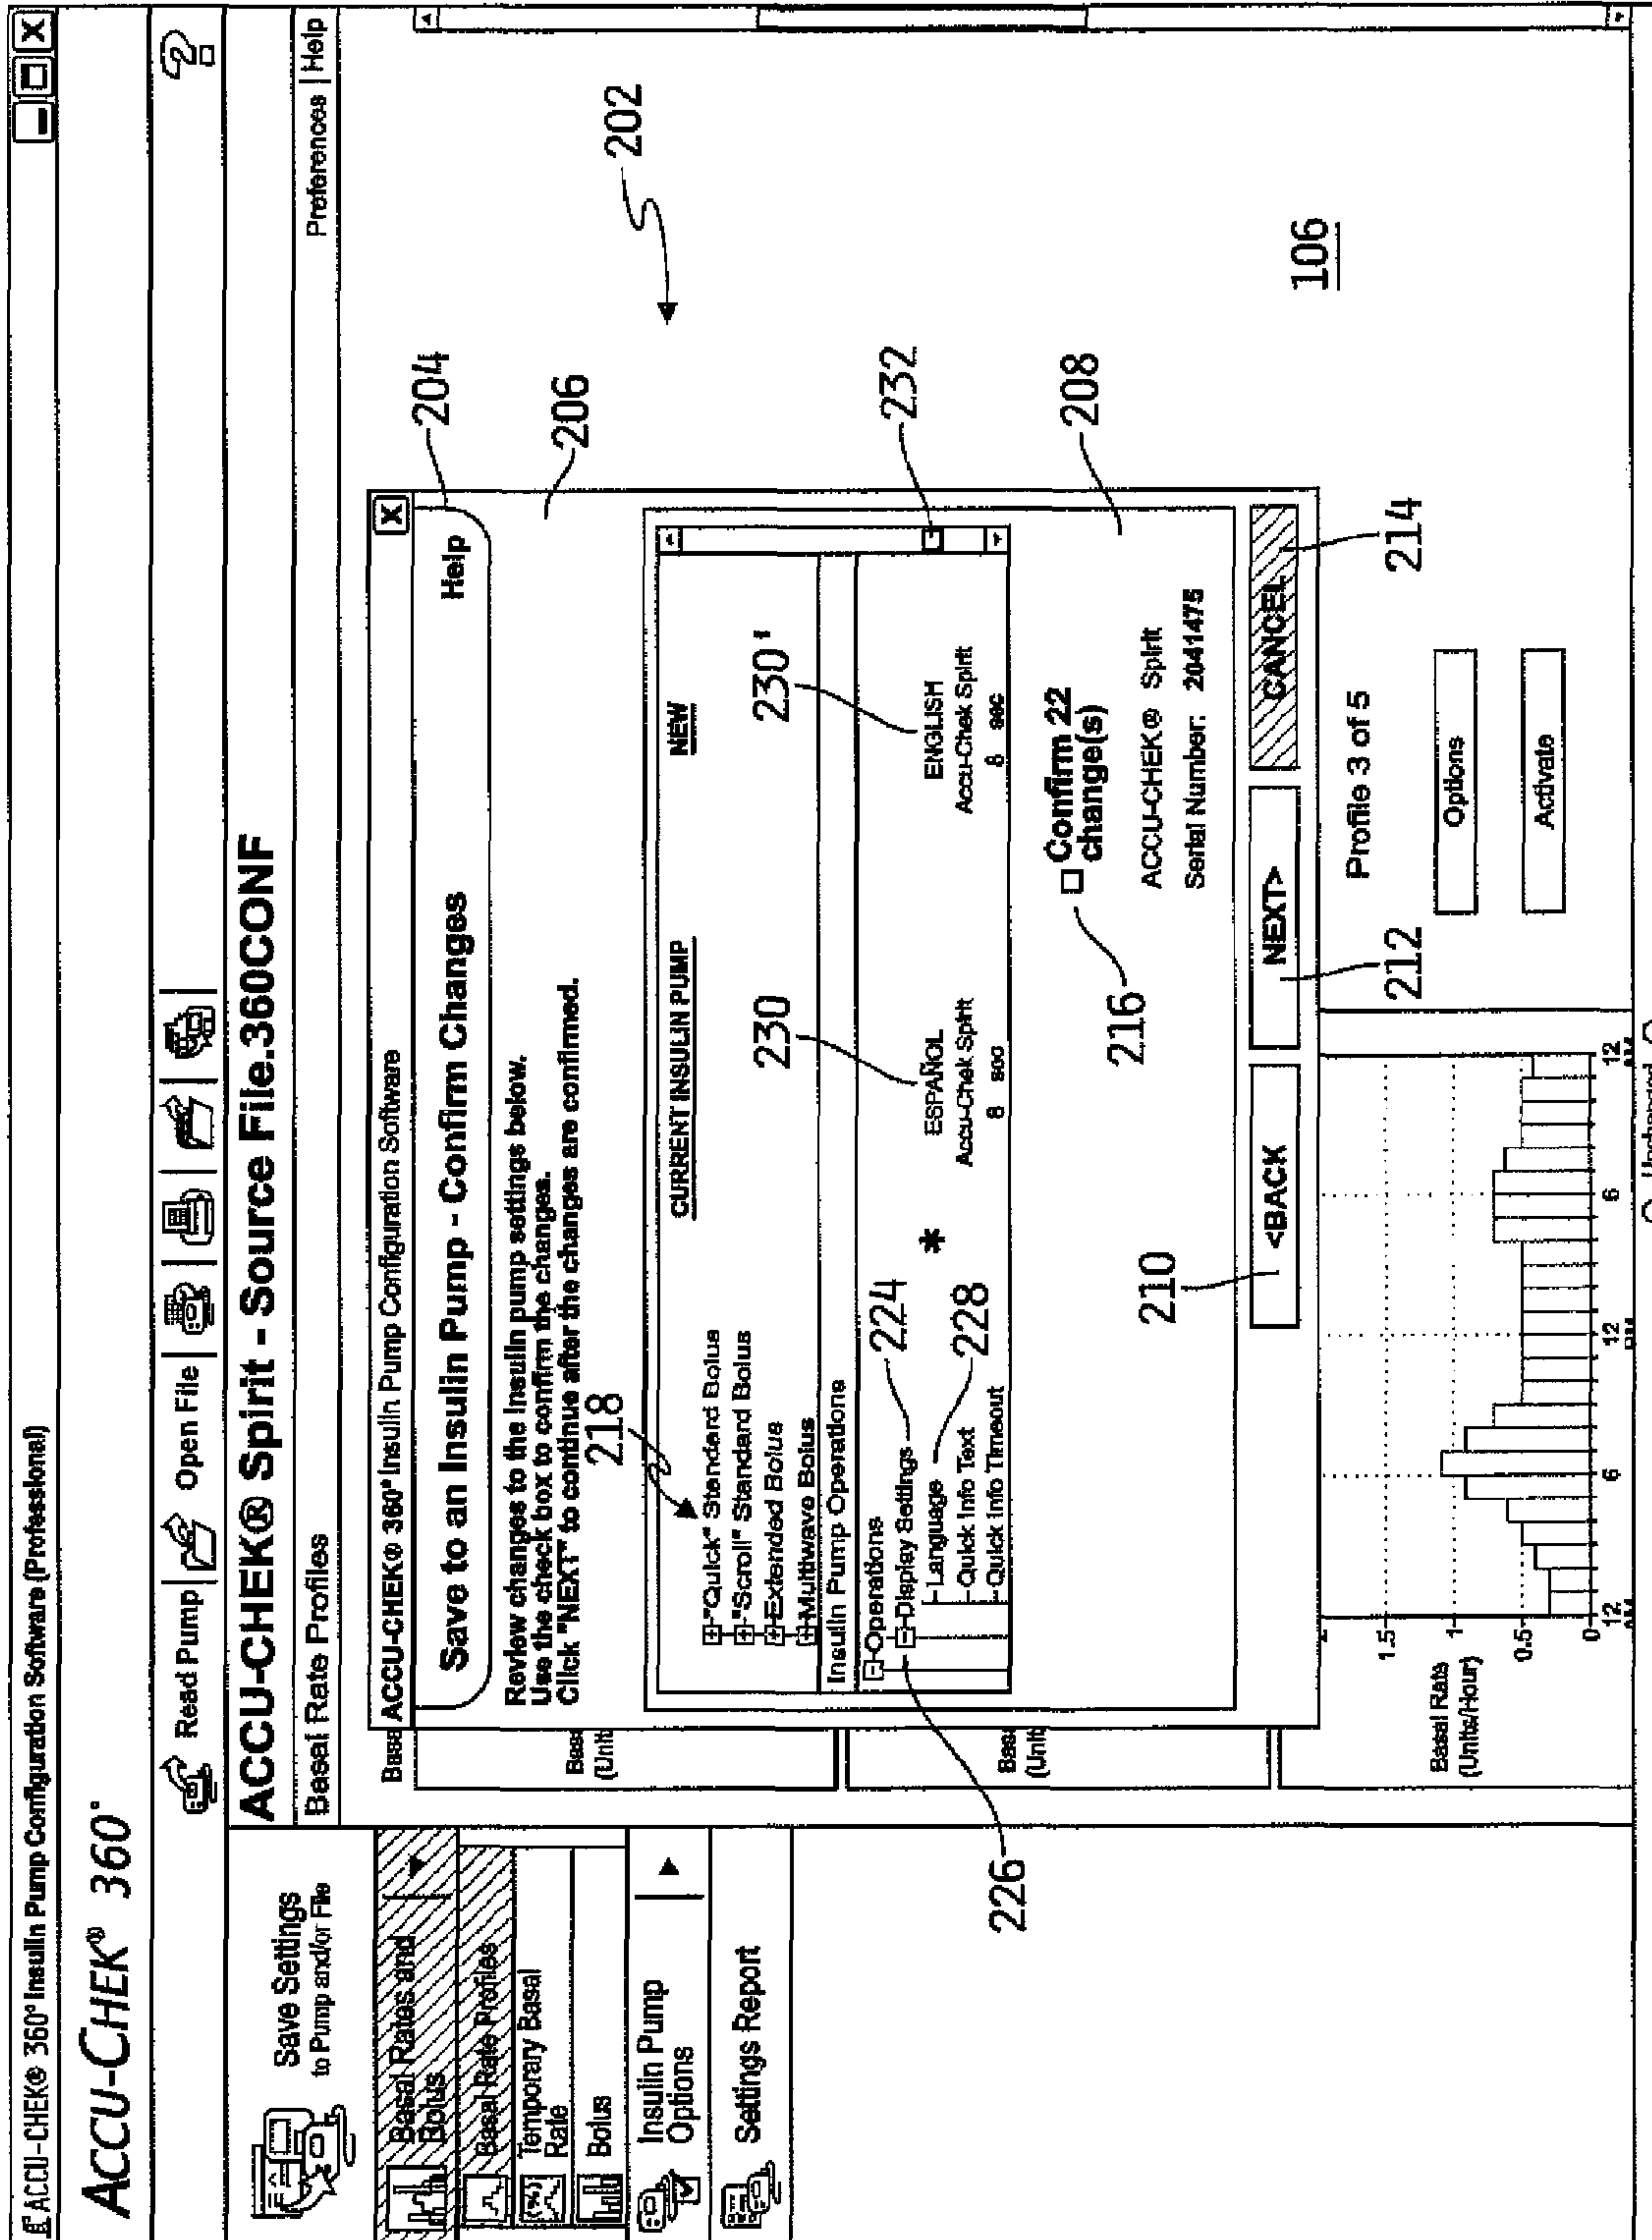 ACCU-CHEK® 360° Insulin Pump Configuration Software (Professional)
ACCU-CHEK® 360°
Read Pump
Open File
?
Save Settings
to Pump and/or File
ACCU-CHEK® Spirit - Source File.360CONF
Basal Rate Profiles
Preferences | Help
Basal Rates and
Bolus
Basal Rate Profiles
Temporary Basal
Rate
Bolus
Insulin Pump
Options
Settings Report
Basa
Bas
(Unit
Bas
(Unit
ACCU-CHEK® 360° Insulin Pump Configuration Software
X
Save to an Insulin Pump - Confirm Changes
Help
204
Review changes to the Insulin pump settings below.
Use the check box to confirm the changes.
Click "NEXT" to continue after the changes are confirmed.
206
202
218
CURRENT INSULIN PUMP
NEW
"Quick" Standard Bolus
"Scroll" Standard Bolus
Extended Bolus
Multiwave Bolus
230
230'
Insulin Pump Operations
Operations
224
Display Settings
Language
*
ESPAÑOL
ENGLISH
232
228
Quick Info Text
Accu-Chek Spirit
Accu-Chek Spirit
Quick Info Timeout
8 sec
8 sec
226
216
Confirm 22
change(s)
208
ACCU-CHEK® Spirit
Serial Number: 2041475
210
<BACK
NEXT>
CANCEL
212
214
106
Profile 3 of 5
Options
Activate
Basal Rate
(Units/Hour)
1.5
1
0.5
0
12
6
12
6
12
Unchanged